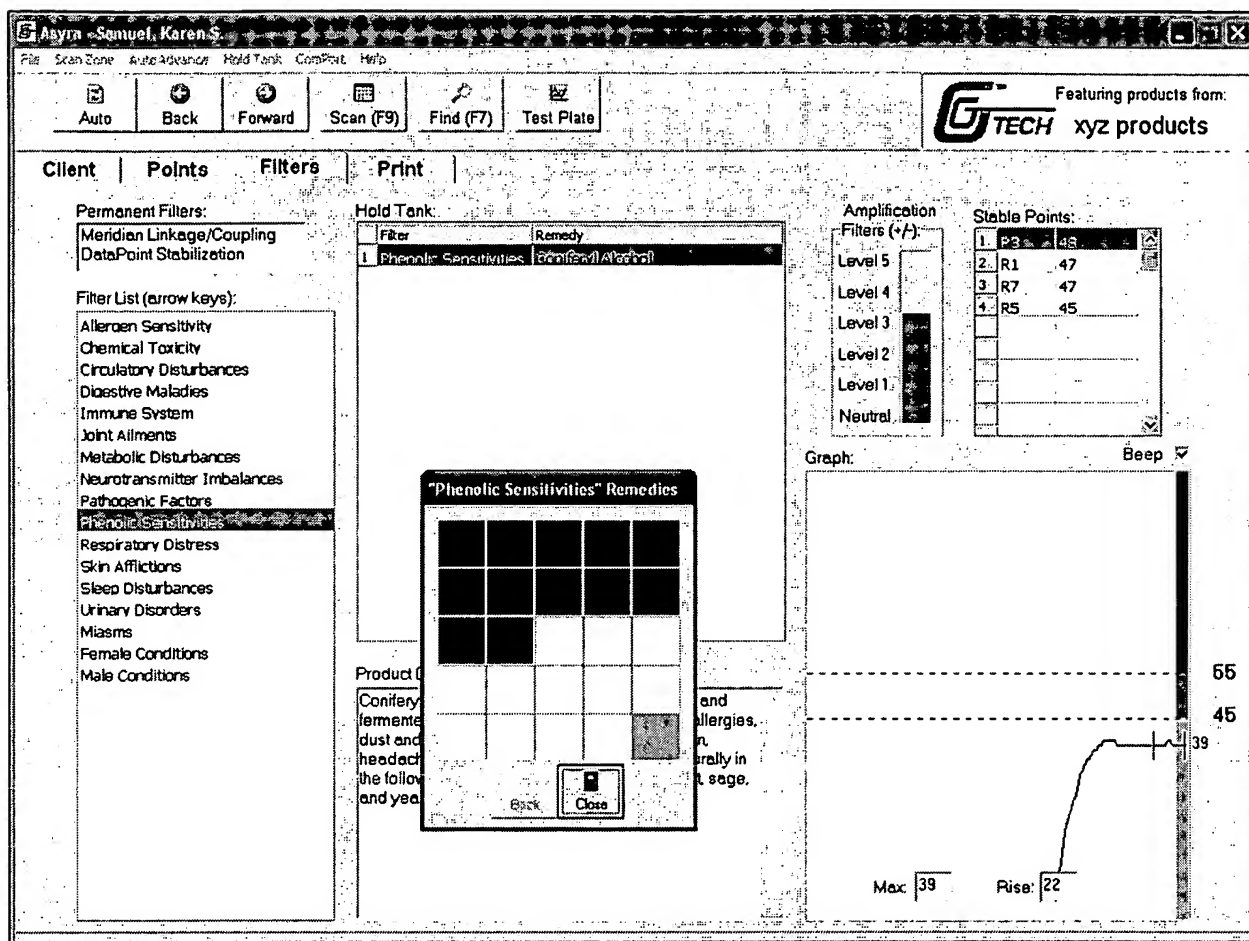 Asyra - Samuel, Karen S.
File Scan Zone Auto Advance Hold Tank ComPort Help
Auto Back Forward Scan (F9) Find (F7) Test Plate
TECH
Featuring products from:
xyz products
Client Points Filters Print
Permanent Filters:
Meridian Linkage/Coupling
DataPoint Stabilization
Filter List (arrow keys):
Allergen Sensitivity
Chemical Toxicity
Circulatory Disturbances
Digestive Maladies
Immune System
Joint Ailments
Metabolic Disturbances
Neurotransmitter Imbalances
Pathogenic Factors
Phenolic Sensitivities
Respiratory Distress
Skin Afflictions
Sleep Disturbances
Urinary Disorders
Miasms
Female Conditions
Male Conditions
Hold Tank:
Filter Remedy
1 Phenolic Sensitivities Coniferyl Alcohol
"Phenolic Sensitivities" Remedies
Back Close
Product D
Conifery and
fermente allergies,
dust and n,
headach rally in
the follow t, sage,
and yea
Amplification
Filters (+/-):
Level 5
Level 4
Level 3
Level 2
Level 1
Neutral
Stable Points:
1. 48
2. R1 47
3 R7 47
4. R5 45
Graph: Beep
55
45
39
Max: 39 Rise: 22